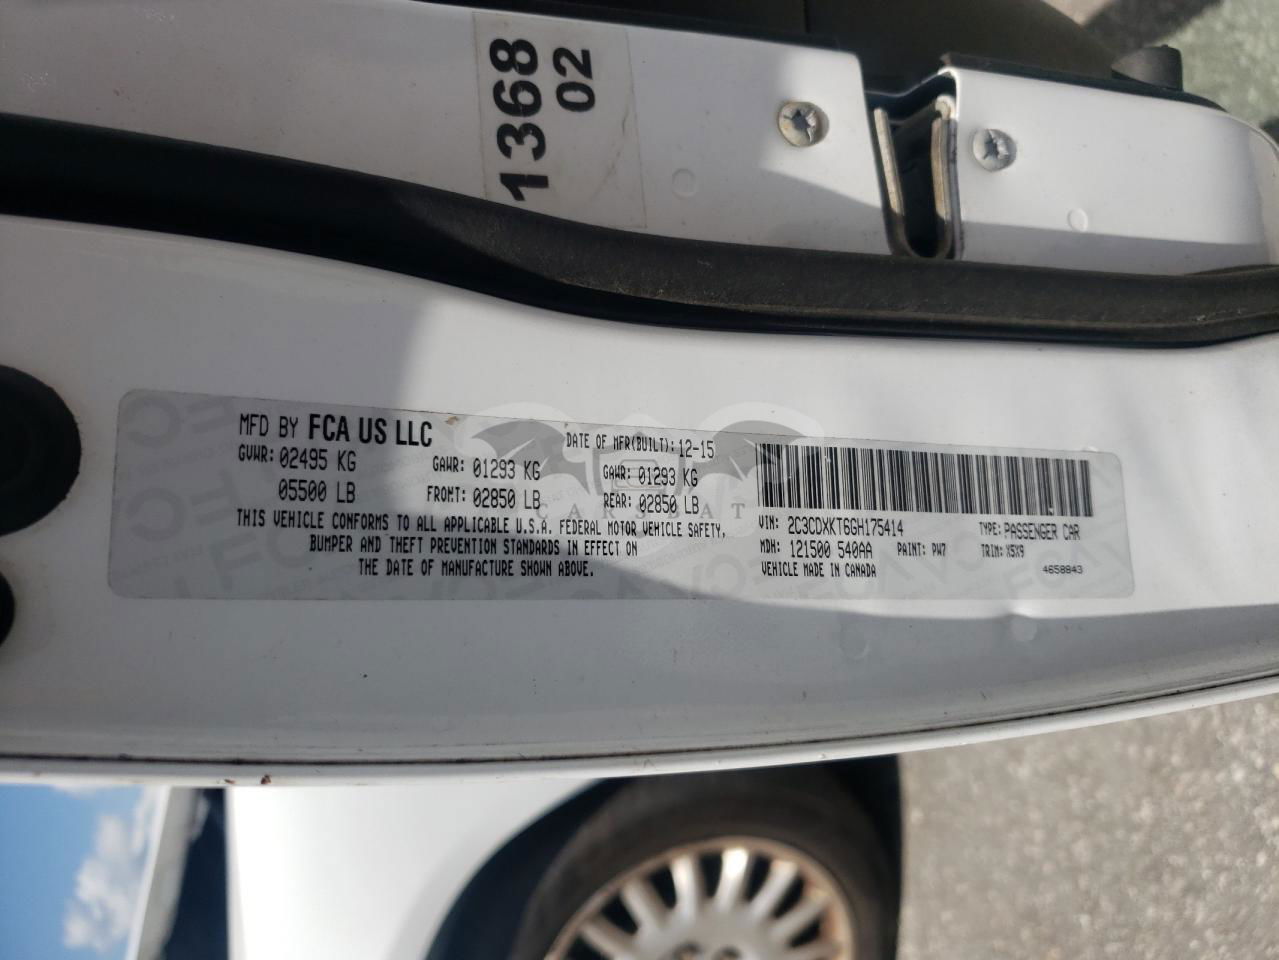 1368
02
MFD BY FCA US LLC
DATE OF MFR(BUILT): 12-15
GVWR: 02495 KG
GAWR: 01293 KG
GAWR: 01293 KG
05500 LB
FRONT: 02850 LB
REAR: 02850 LB
CARSBAT
THIS VEHICLE CONFORMS TO ALL APPLICABLE U.S.A. FEDERAL MOTOR VEHICLE SAFETY,
BUMPER AND THEFT PREVENTION STANDARDS IN EFFECT ON
THE DATE OF MANUFACTURE SHOWN ABOVE.
VIN: 2C3CDXKT6GH175414
TYPE: PASSENGER CAR
MDH: 121500 540AA
PAINT: PW7
TRIM: X5X9
VEHICLE MADE IN CANADA
4658843